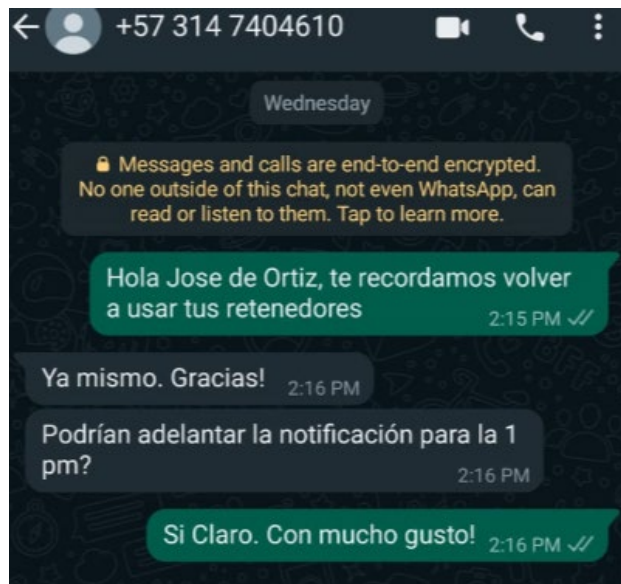 +57 314 7404610
Wednesday
Messages and calls are end-to-end encrypted.
No one outside of this chat, not even WhatsApp, can
read or listen to them. Tap to learn more.
Hola Jose de Ortiz, te recordamos volver
a usar tus retenedores
2:15 PM
Ya mismo. Gracias! 2:16 PM
Podrían adelantar la notificación para la 1
pm?
2:16 PM
Si Claro. Con mucho gusto! 2:16 PM